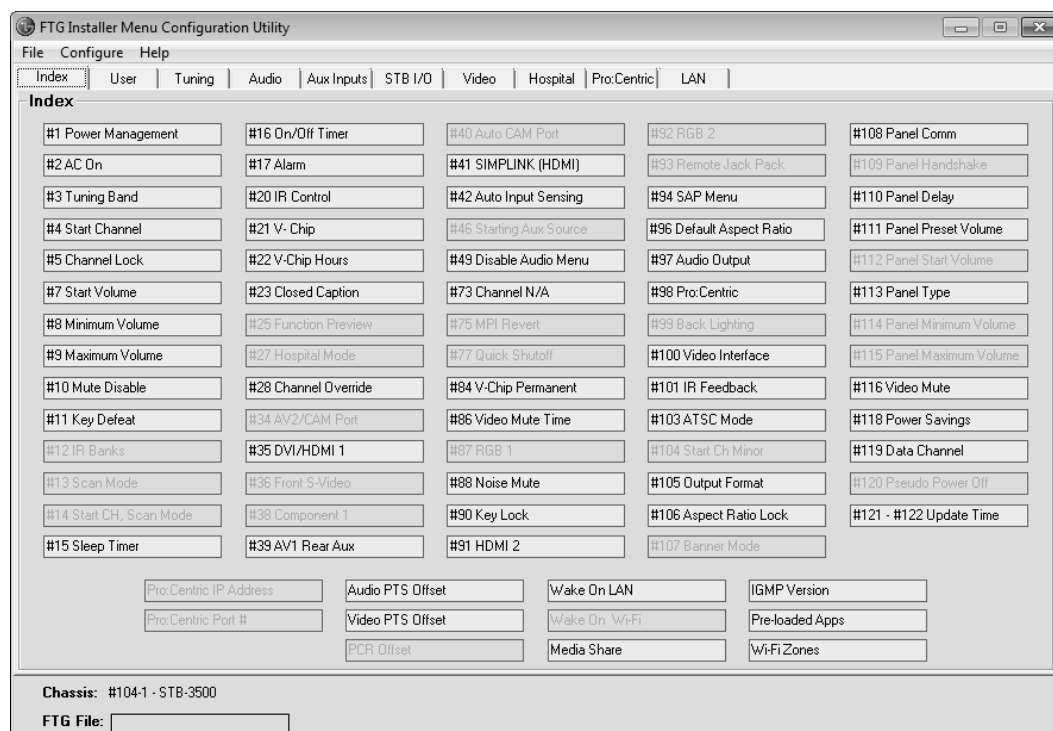 FTG Installer Menu Configuration Utility
File Configure Help
Index User Tuning Audio Aux Inputs STB I/O Video Hospital Pro:Centric LAN
Index
#1 Power Management #16 On/Off Timer #40 Auto CAM Port #92 RGB 2 #108 Panel Comm
#2 AC On #17 Alarm #41 SIMPLINK (HDMI) #93 Remote Jack Pack #109 Panel Handshake
#3 Tuning Band #20 IR Control #42 Auto Input Sensing #94 SAP Menu #110 Panel Delay
#4 Start Channel #21 V- Chip #46 Starting Aux Source #96 Default Aspect Ratio #111 Panel Preset Volume
#5 Channel Lock #22 V-Chip Hours #49 Disable Audio Menu #97 Audio Output #112 Panel Start Volume
#7 Start Volume #23 Closed Caption #73 Channel N/A #98 Pro:Centric #113 Panel Type
#8 Minimum Volume #25 Function Preview #75 MPI Revert #99 Back Lighting #114 Panel Minimum Volume
#9 Maximum Volume #27 Hospital Mode #77 Quick Shutoff #100 Video Interface #115 Panel Maximum Volume
#10 Mute Disable #28 Channel Override #84 V-Chip Permanent #101 IR Feedback #116 Video Mute
#11 Key Defeat #34 AV2/CAM Port #86 Video Mute Time #103 ATSC Mode #118 Power Savings
#12 IR Banks #35 DVI/HDMI 1 #87 RGB 1 #104 Start Ch Minor #119 Data Channel
#13 Scan Mode #36 Front S-Video #88 Noise Mute #105 Output Format #120 Pseudo Power Off
#14 Start CH, Scan Mode #38 Component 1 #90 Key Lock #106 Aspect Ratio Lock #121 - #122 Update Time
#15 Sleep Timer #39 AV1 Rear Aux #91 HDMI 2 #107 Banner Mode
Pro:Centric IP Address Audio PTS Offset Wake On LAN IGMP Version
Pro:Centric Port # Video PTS Offset Wake On Wi-Fi Pre-loaded Apps
PCR Offset Media Share Wi-Fi Zones
Chassis: #104-1 - STB-3500
FTG File: